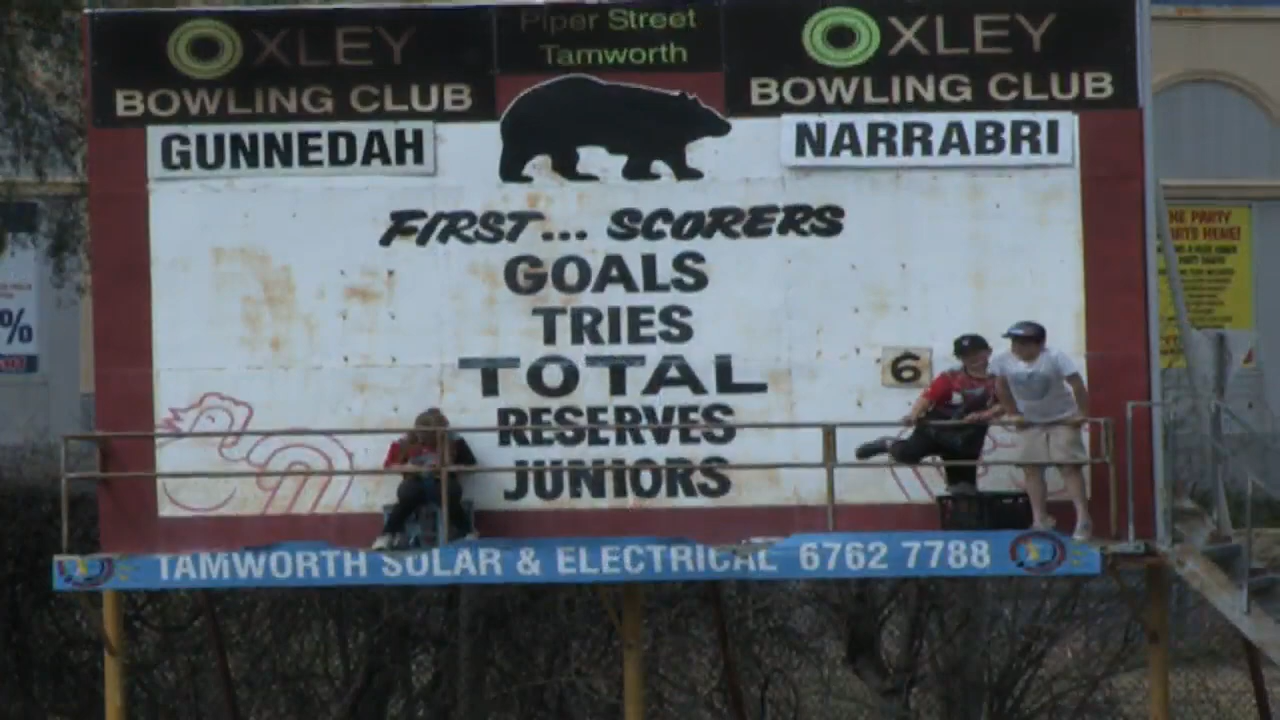 OXLEY
BOWLING CLUB
Piper Street
Tamworth
OXLEY
BOWLING CLUB
GUNNEDAH
NARRABRI
FIRST... SCORERS
GOALS
TRIES
TOTAL
6
RESERVES
JUNIORS
TAMWORTH SOLAR & ELECTRICAL 6762 7788
%
PARTY